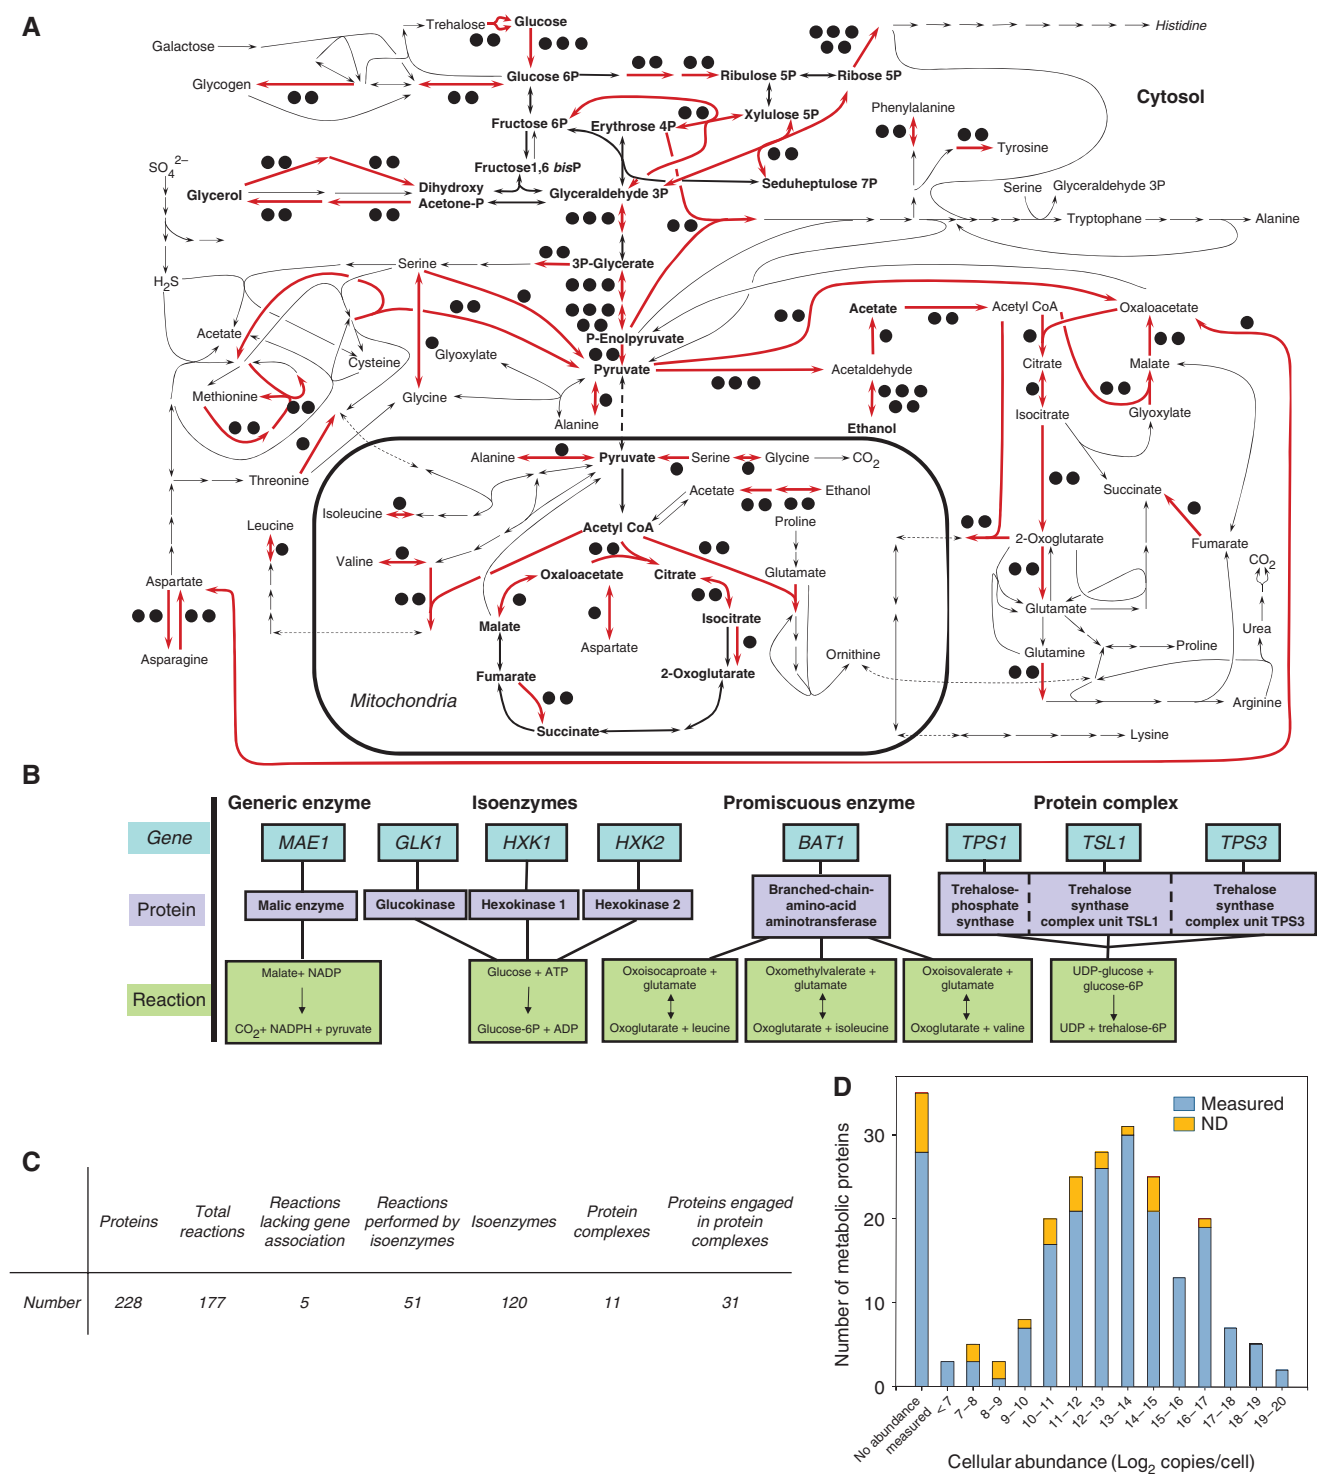 A
Trehalose
Glucose
Histidine
Galactose
Glycogen
Glucose 6P
Ribulose 5P
Ribose 5P
Cytosol
Phenylalanine
Fructose 6P
Erythrose 4P
Xylulose 5P
Tyrosine
SO4 2–
Fructose1,6 bisP
Glycerol
Dihydroxy
Acetone-P
Glyceraldehyde 3P
Seduheptulose 7P
Serine
Glyceraldehyde 3P
Tryptophane
Alanine
Serine
3P-Glycerate
H2S
Acetate
P-Enolpyruvate
Acetate
Acetyl CoA
Oxaloacetate
Cysteine
Glyoxylate
Pyruvate
Acetaldehyde
Citrate
Malate
Methionine
Glycine
Alanine
Ethanol
Isocitrate
Glyoxylate
Threonine
Alanine
Pyruvate
Serine
Glycine
CO2
Acetate
Ethanol
Succinate
Isoleucine
Leucine
Acetyl CoA
Proline
2-Oxoglutarate
Fumarate
CO2
Valine
Oxaloacetate
Citrate
Glutamate
Aspartate
Glutamate
Malate
Isocitrate
Urea
Asparagine
Aspartate
Ornithine
Glutamine
Proline
Fumarate
2-Oxoglutarate
Mitochondria
Arginine
Succinate
Lysine
B
Generic enzyme
Isoenzymes
Promiscuous enzyme
Protein complex
Gene
MAE1
GLK1
HXK1
HXK2
BAT1
TPS1
TSL1
TPS3
Protein
Malic enzyme
Glucokinase
Hexokinase 1
Hexokinase 2
Branched-chain-
amino-acid
aminotransferase
Trehalose-
phosphate
synthase
Trehalose
synthase
complex unit TSL1
Trehalose
synthase
complex unit TPS3
Reaction
Malate+ NADP
CO2+ NADPH + pyruvate
Glucose + ATP
Glucose-6P + ADP
Oxoisocaproate +
glutamate
Oxoglutarate + leucine
Oxomethylvalerate +
glutamate
Oxoglutarate + isoleucine
Oxoisovalerate +
glutamate
Oxoglutarate + valine
UDP-glucose +
glucose-6P
UDP + trehalose-6P
C
Proteins
Total
reactions
Reactions
lacking gene
association
Reactions
performed by
isoenzymes
Isoenzymes
Protein
complexes
Proteins engaged
in protein
complexes
Number 228 177 5 51 120 11 31
D
Measured
ND
Number of metabolic proteins
30
20
10
0
No abundance
measured
<7
7–8
8–9
9–10
10–11
11–12
12–13
13–14
14–15
15–16
16–17
17–18
18–19
19–20
Cellular abundance (Log2 copies/cell)